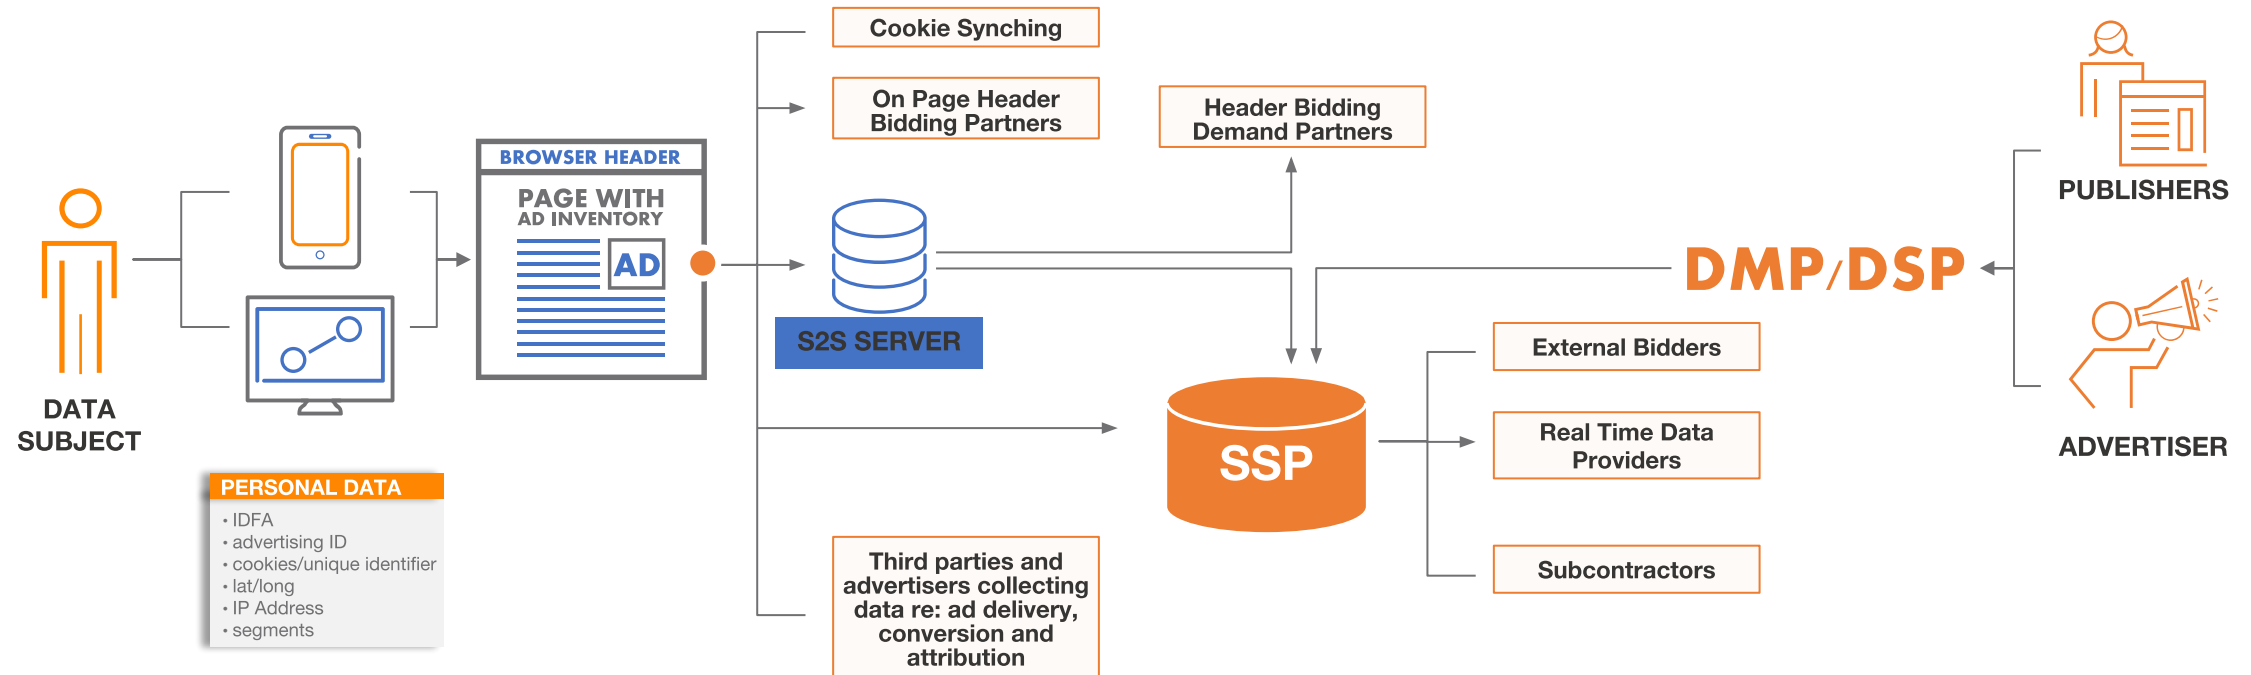 DATA
SUBJECT
PERSONAL DATA
• IDFA
• advertising ID
• cookies/unique identifier
• lat/long
• IP Address
• segments
BROWSER HEADER
PAGE WITH
AD INVENTORY
AD
Cookie Synching
On Page Header
Bidding Partners
S2S SERVER
Third parties and
advertisers collecting
data re: ad delivery,
conversion and
attribution
Header Bidding
Demand Partners
SSP
External Bidders
Real Time Data
Providers
Subcontractors
DMP/DSP
PUBLISHERS
ADVERTISER